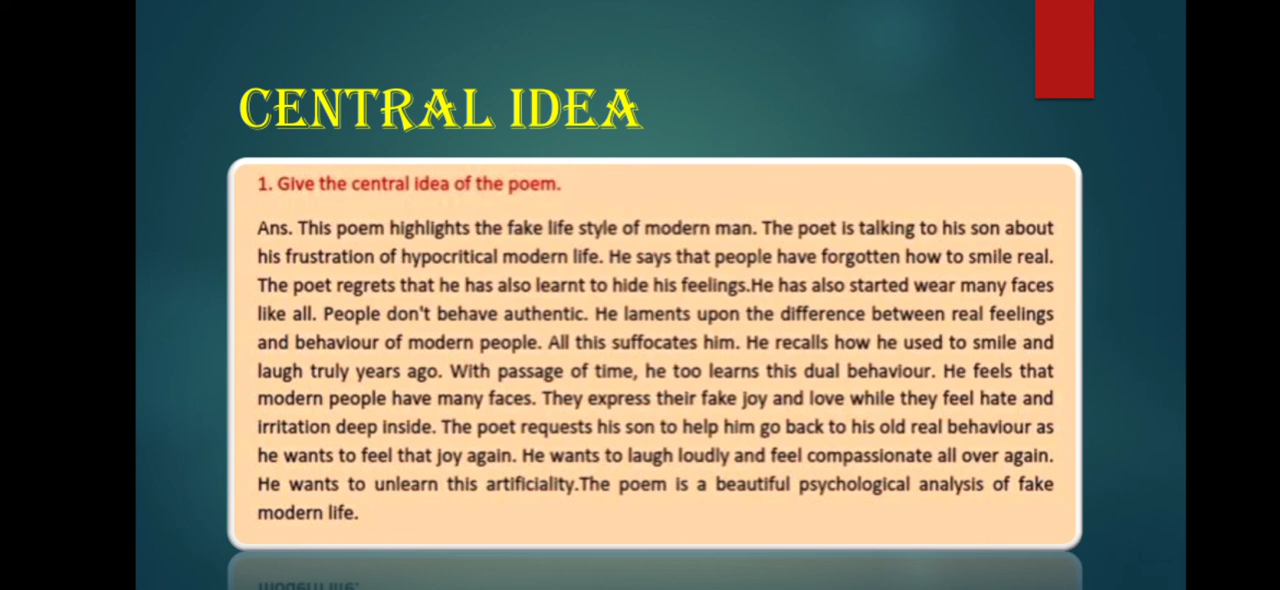 CENTRAL IDEA
1. Give the central idea of the poem.
Ans. This poem highlights the fake life style of modern man. The poet is talking to his son about
his frustration of hypocritical modern life. He says that people have forgotten how to smile real.
The poet regrets that he has also learnt to hide his feelings.He has also started wear many faces
like all. People don't behave authentic. He laments upon the difference between real feelings
and behaviour of modern people. All this suffocates him. He recalls how he used to smile and
laugh truly years ago. With passage of time, he too learns this dual behaviour. He feels that
modern people have many faces. They express their fake joy and love while they feel hate and
irritation deep inside. The poet requests his son to help him go back to his old real behaviour as
he wants to feel that joy again. He wants to laugh loudly and feel compassionate all over again.
He wants to unlearn this artificiality.The poem is a beautiful psychological analysis of fake
modern life.